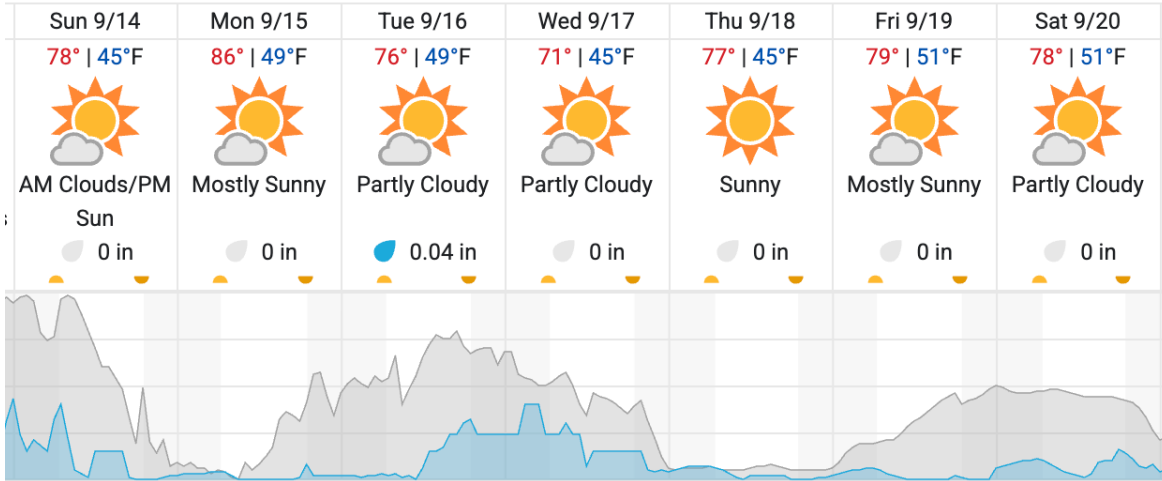 Sun 9/14 Mon 9/15 Tue 9/16 Wed 9/17 Thu 9/18 Fri 9/19 Sat 9/20
78° | 45°F 86° | 49°F 76° | 49°F 71° | 45°F 77° | 45°F 79° | 51°F 78° | 51°F
AM Clouds/PM Mostly Sunny Partly Cloudy Partly Cloudy Sunny Mostly Sunny Partly Cloudy
Sun
0 in 0 in 0.04 in 0 in 0 in 0 in 0 in